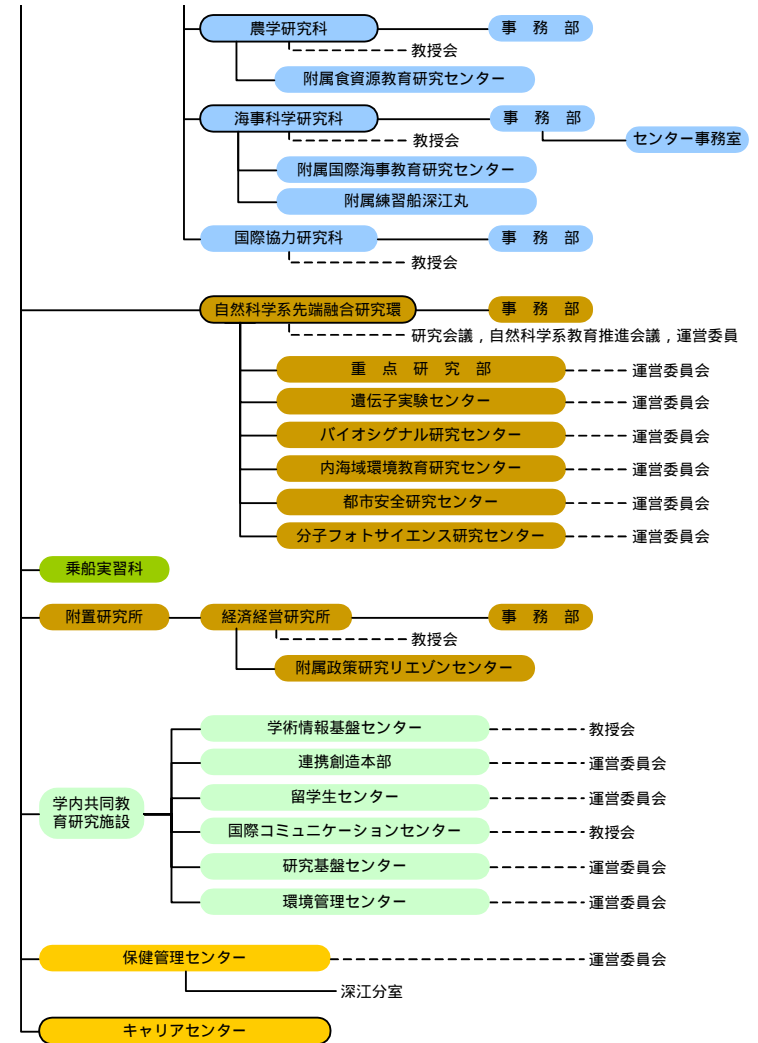 農学研究科
事　務　部
教授会
附属食資源教育研究センター
海事科学研究科
事　務　部
教授会
センター事務室
附属国際海事教育研究センター
附属練習船深江丸
国際協力研究科
事　務　部
教授会
自然科学系先端融合研究環
事　務　部
研究会議，自然科学系教育推進会議，運営委員
重　点　研　究　部
運営委員会
遺伝子実験センター
運営委員会
バイオシグナル研究センター
運営委員会
内海域環境教育研究センター
運営委員会
都市安全研究センター
運営委員会
分子フォトサイエンス研究センター
運営委員会
乗船実習科
附置研究所
経済経営研究所
事　務　部
教授会
附属政策研究リエゾンセンター
学内共同教
育研究施設
学術情報基盤センター
教授会
連携創造本部
運営委員会
留学生センター
運営委員会
国際コミュニケーションセンター
教授会
研究基盤センター
運営委員会
環境管理センター
運営委員会
保健管理センター
運営委員会
深江分室
キャリアセンター